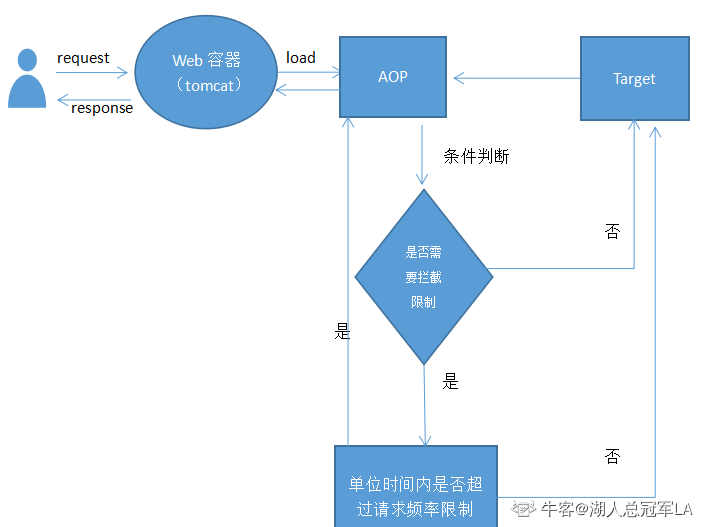 request
Web 容器
（tomcat）
load
AOP
Target
response
条件判断
否
是否需
要拦截
限制
是
是
否
单位时间内是否超
过请求频率限制
牛客@湖人总冠军LA